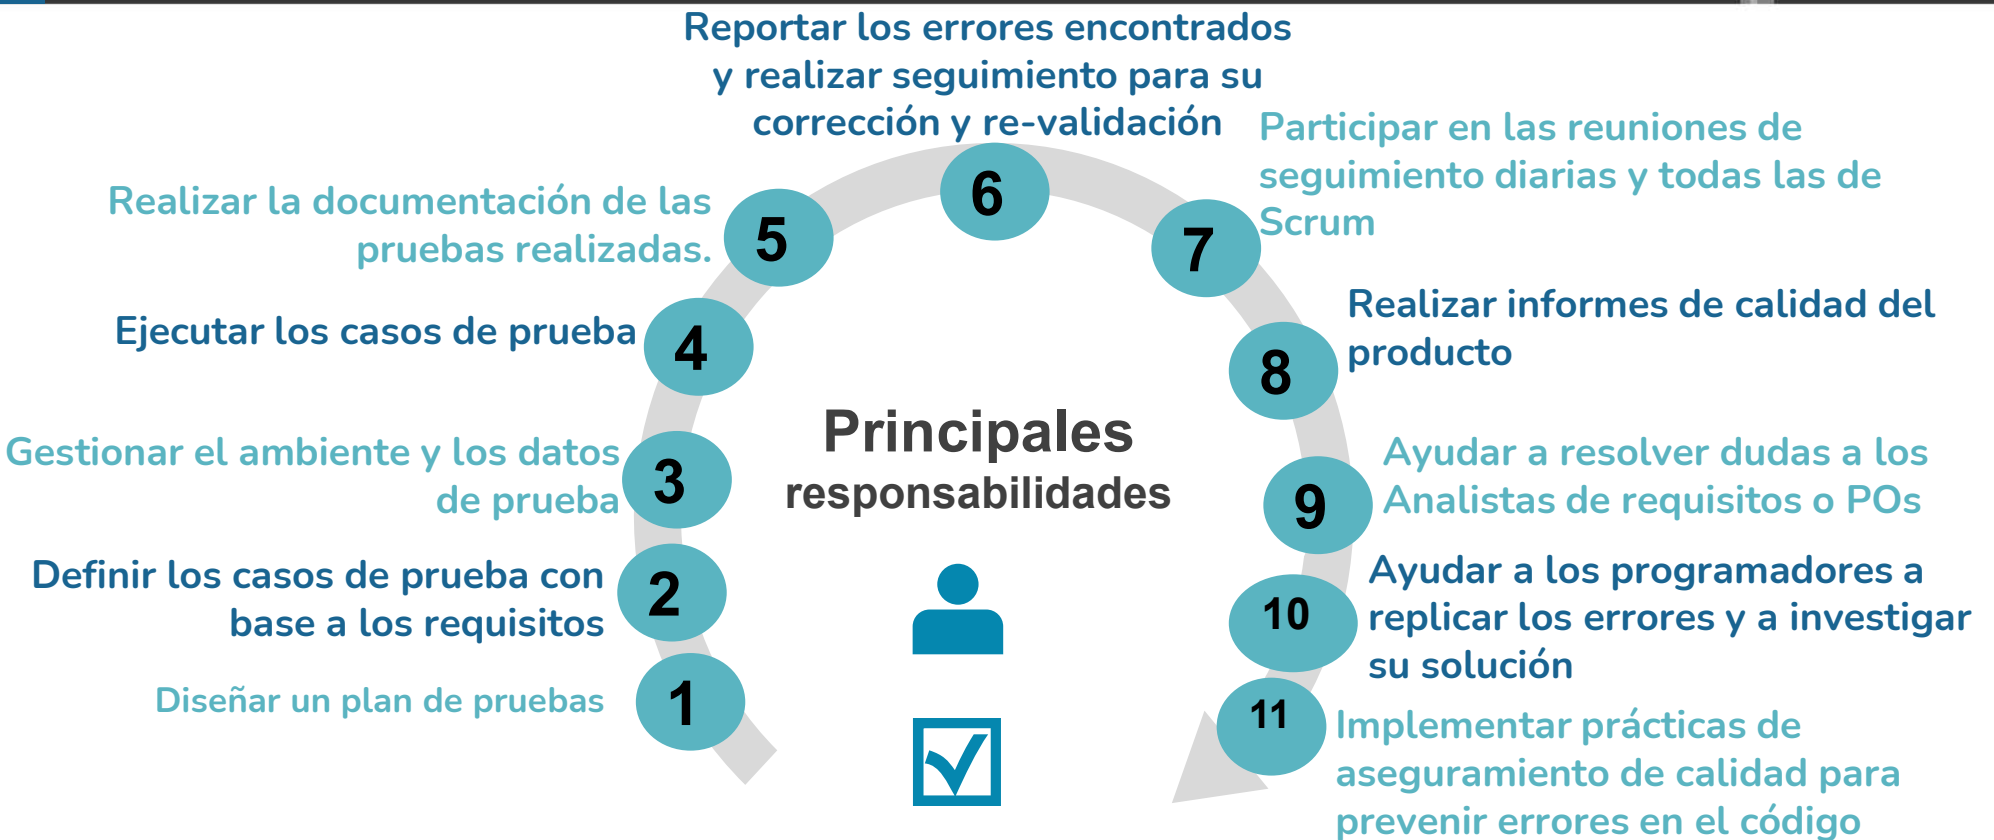 Principales
responsabilidades
1
Diseñar un plan de pruebas
2
Definir los casos de prueba con
base a los requisitos
3
Gestionar el ambiente y los datos
de prueba
4
Ejecutar los casos de prueba
5
Realizar la documentación de las
pruebas realizadas.
6
Reportar los errores encontrados
y realizar seguimiento para su
corrección y re-validación
7
Participar en las reuniones de
seguimiento diarias y todas las de
Scrum
8
Realizar informes de calidad del
producto
9
Ayudar a resolver dudas a los
Analistas de requisitos o POs
10
Ayudar a los programadores a
replicar los errores y a investigar
su solución
11
Implementar prácticas de
aseguramiento de calidad para
prevenir errores en el código